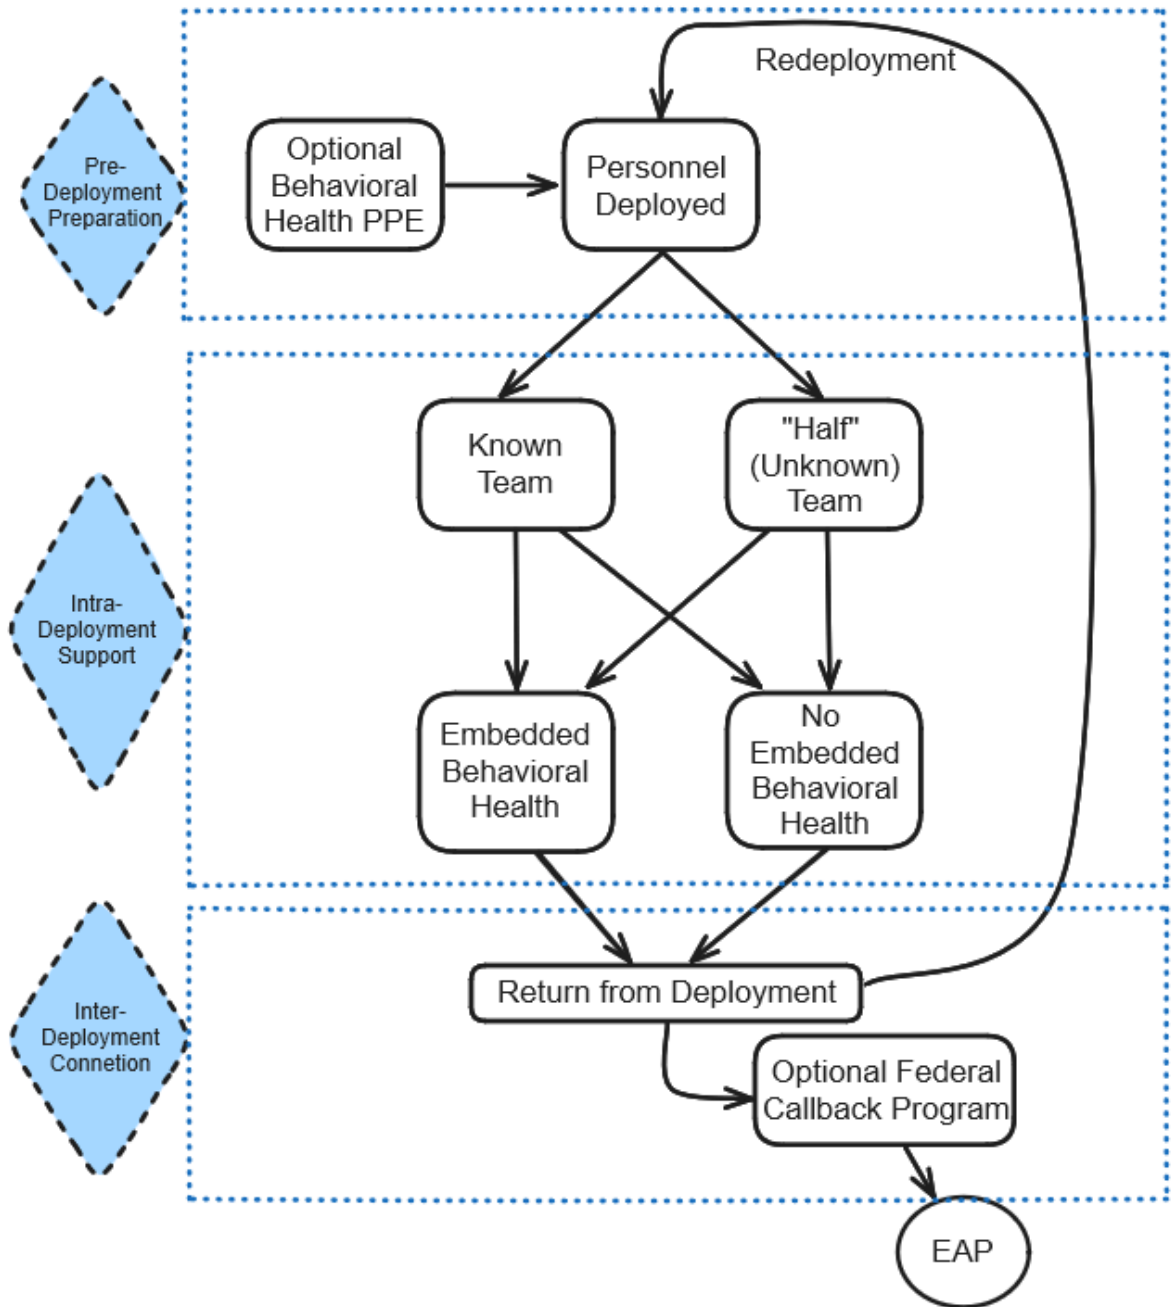 Redeployment
Pre-
Deployment
Preparation
Optional
Behavioral
Health PPE
Personnel
Deployed
Known
Team
"Half"
(Unknown)
Team
Intra-
Deployment
Support
Embedded
Behavioral
Health
No
Embedded
Behavioral
Health
Inter-
Deployment
Connetion
Return from Deployment
Optional Federal
Callback Program
EAP